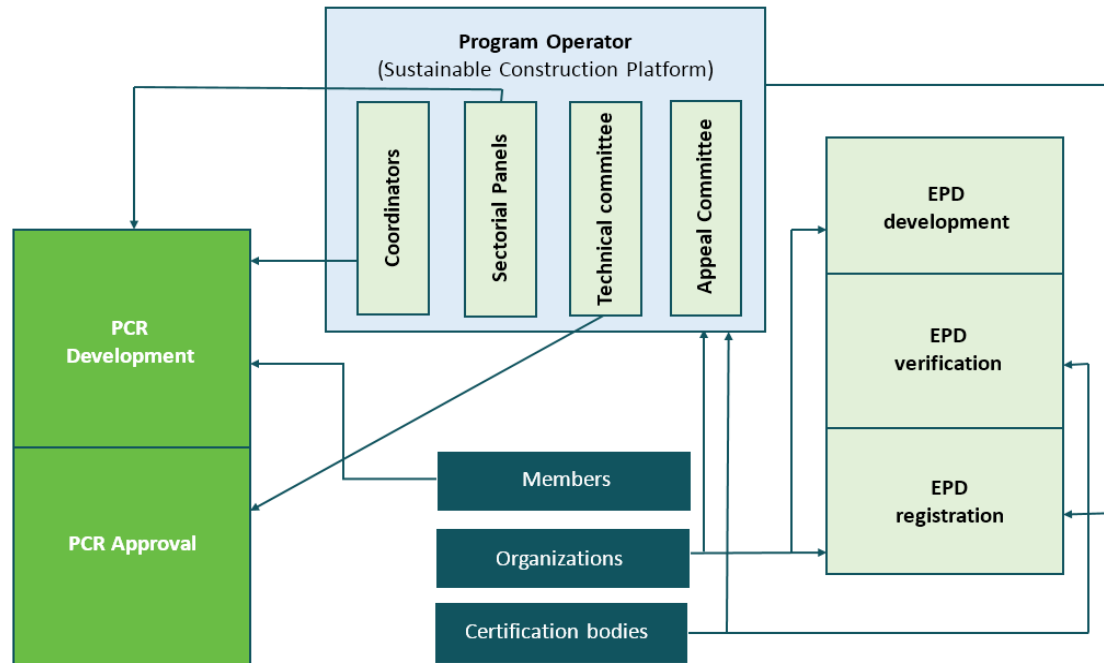 Program Operator
(Sustainable Construction Platform)
Coordinators
Sectorial Panels
Technical committee
Appeal Committee
PCR
Development
PCR Approval
Members
Organizations
Certification bodies
EPD
development
EPD
verification
EPD
registration